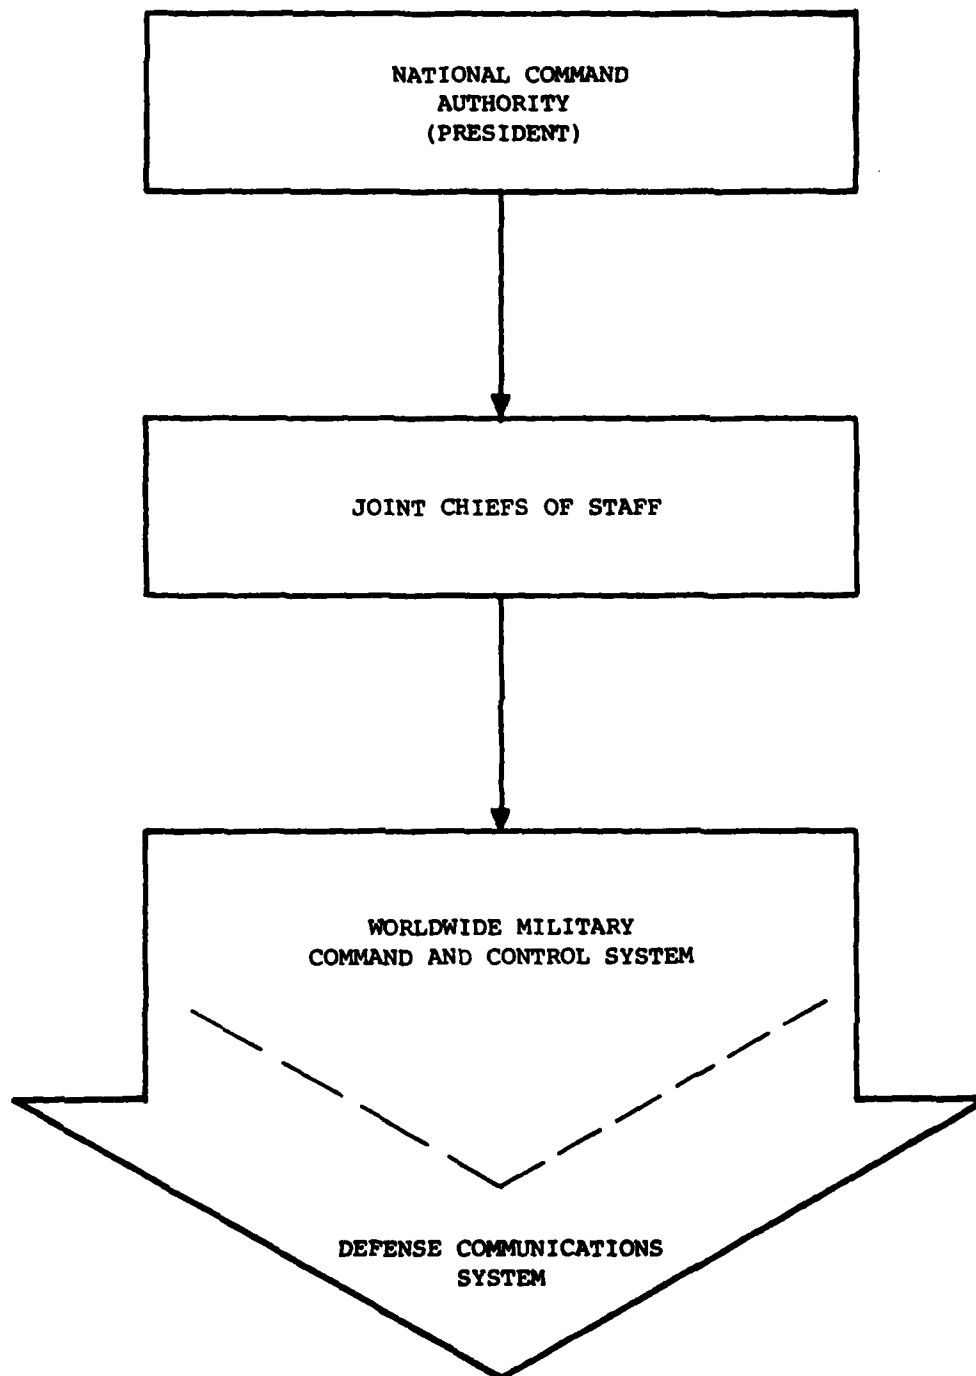 NATIONAL COMMAND
AUTHORITY
(PRESIDENT)
JOINT CHIEFS OF STAFF
WORLDWIDE MILITARY
COMMAND AND CONTROL SYSTEM
DEFENSE COMMUNICATIONS
SYSTEM